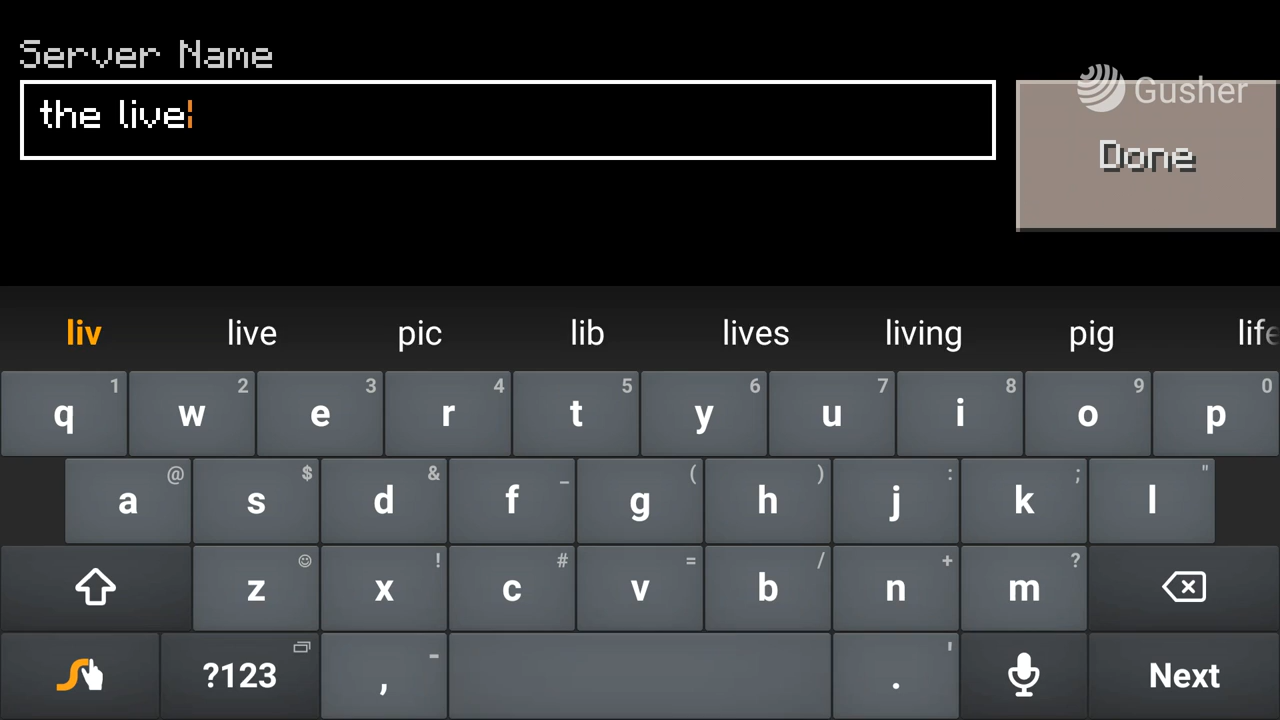 Server Name
the live
Gusher
Done
liv live pic lib lives living pig life
1 2 3 4 5 6 7 8 9 0
q w e r t y u i o p
@ $ & _ ( ) : ; "
a s d f g h j k l
! # = / + ?
z x c v b n m
- '
?123 , . Next